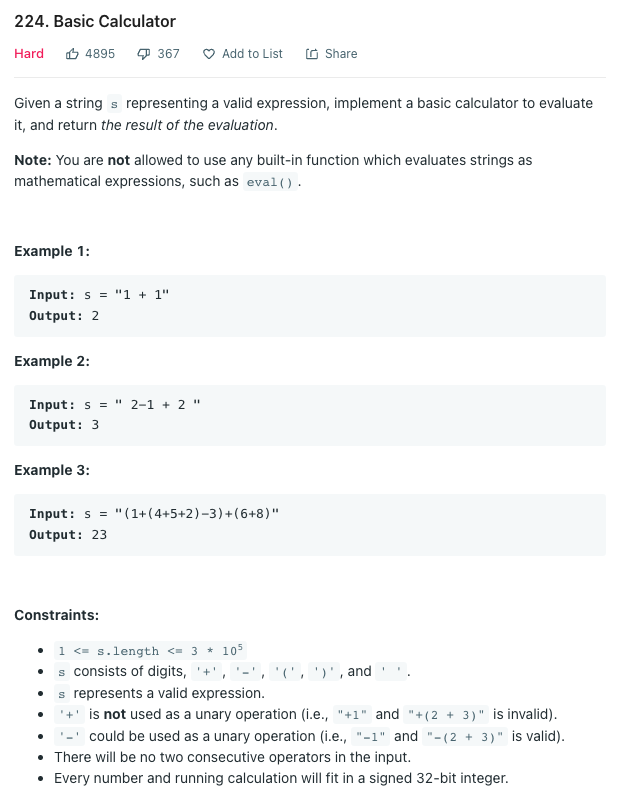 224. Basic Calculator
Hard 4895 367 Add to List Share
Given a string s representing a valid expression, implement a basic calculator to evaluate
it, and return the result of the evaluation.
Note: You are not allowed to use any built-in function which evaluates strings as
mathematical expressions, such as eval().
Example 1:
Input: s = "1 + 1"
Output: 2
Example 2:
Input: s = " 2-1 + 2 "
Output: 3
Example 3:
Input: s = "(1+(4+5+2)-3)+(6+8)"
Output: 23
Constraints:
• 1 <= s.length <= 3 * 10⁵
• s consists of digits, '+', '-', '(', ')', and ' '.
• s represents a valid expression.
• '+' is not used as a unary operation (i.e., "+1" and "+(2 + 3)" is invalid).
• '-' could be used as a unary operation (i.e., "-1" and "-(2 + 3)" is valid).
• There will be no two consecutive operators in the input.
• Every number and running calculation will fit in a signed 32-bit integer.